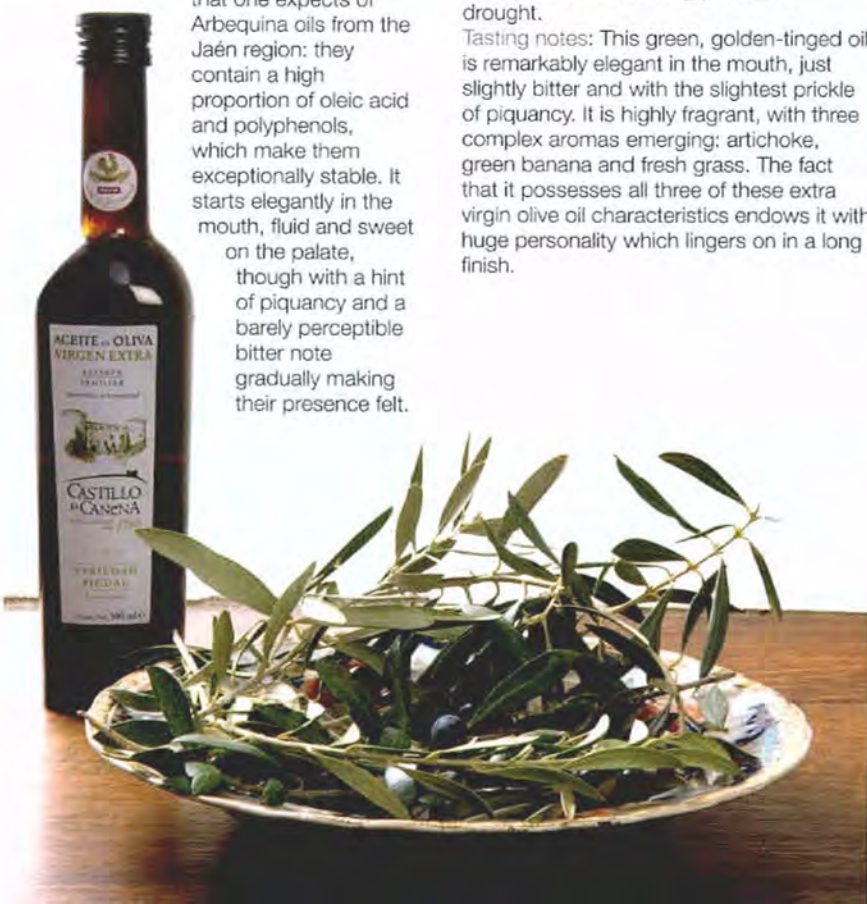 that one expects of
Arbequina oils from the
Jaén region: they
contain a high
proportion of oleic acid
and polyphenols,
which make them
exceptionally stable. It
starts elegantly in the
mouth, fluid and sweet
on the palate,
though with a hint
of piquancy and a
barely perceptible
bitter note
gradually making
their presence felt.
drought.
Tasting notes: This green, golden-tinged oil
is remarkably elegant in the mouth, just
slightly bitter and with the slightest prickle
of piquancy. It is highly fragrant, with three
complex aromas emerging: artichoke,
green banana and fresh grass. The fact
that it possesses all three of these extra
virgin olive oil characteristics endows it with
huge personality which lingers on in a long
finish.
ACEITE DE OLIVA
VIRGEN EXTRA
CASTILLO
DE CANENA
VARIEDAD
PICUAL